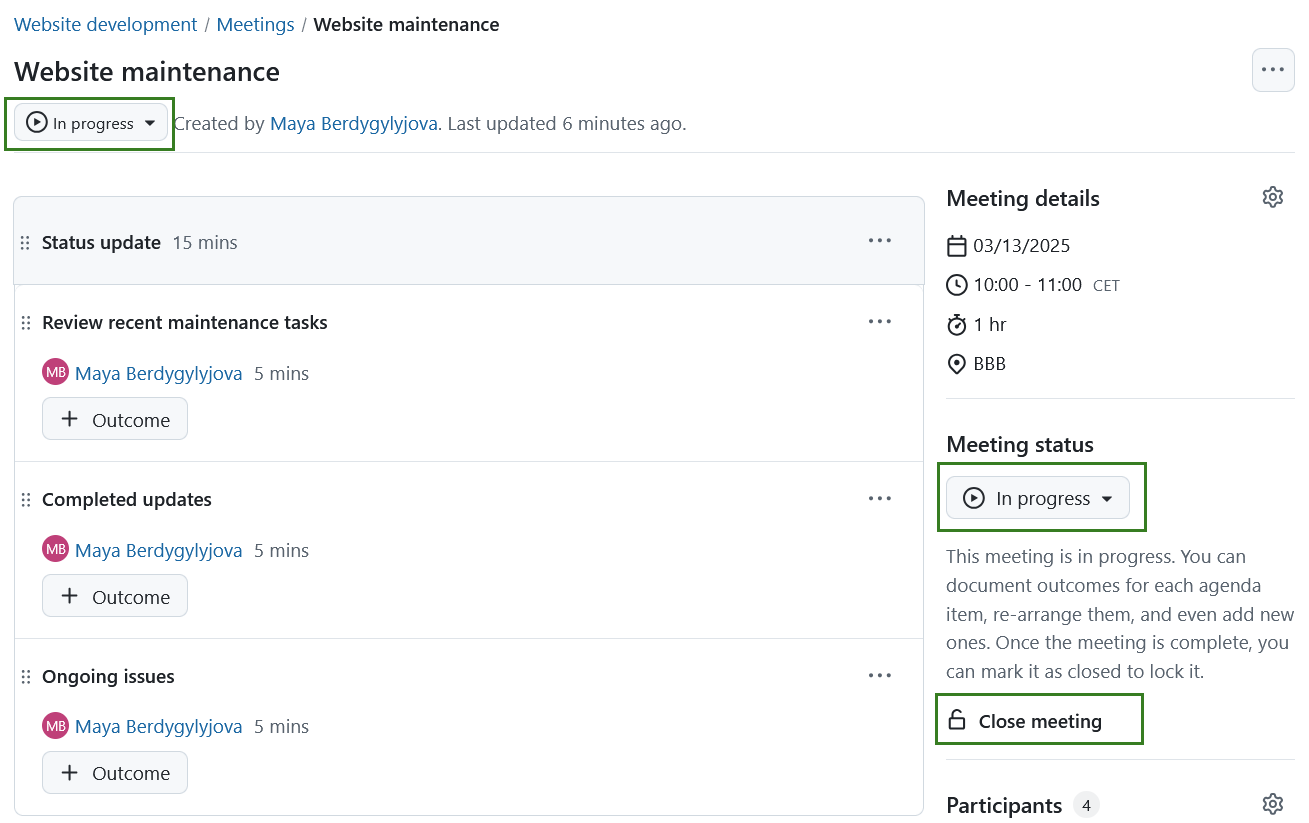 Website development / Meetings / Website maintenance
Website maintenance
In progress Created by Maya Berdygylyjova. Last updated 6 minutes ago.
Status update 15 mins
Review recent maintenance tasks
MB Maya Berdygylyjova 5 mins
+ Outcome
Completed updates
MB Maya Berdygylyjova 5 mins
+ Outcome
Ongoing issues
MB Maya Berdygylyjova 5 mins
+ Outcome
Meeting details
03/13/2025
10:00 - 11:00 CET
1 hr
BBB
Meeting status
In progress
This meeting is in progress. You can
document outcomes for each agenda
item, re-arrange them, and even add new
ones. Once the meeting is complete, you
can mark it as closed to lock it.
Close meeting
Participants 4